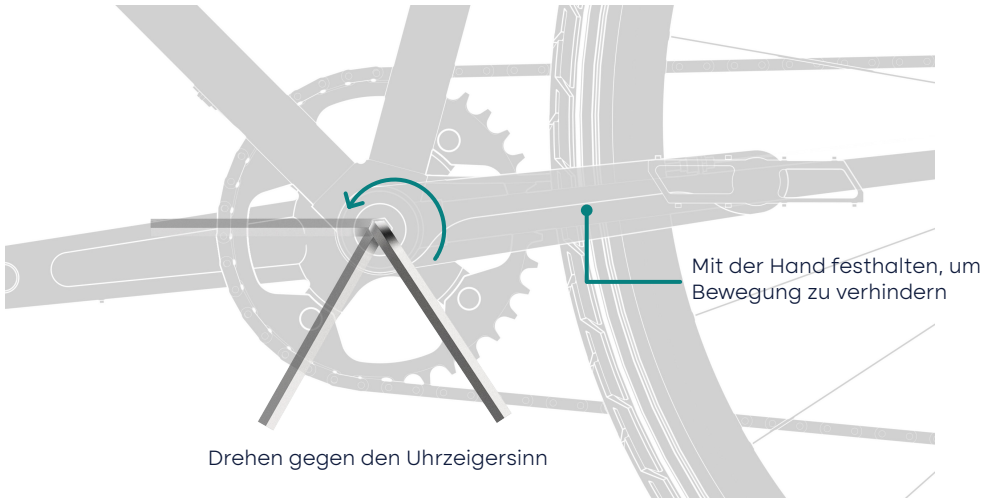 Mit der Hand festhalten, um
Bewegung zu verhindern
Drehen gegen den Uhrzeigersinn